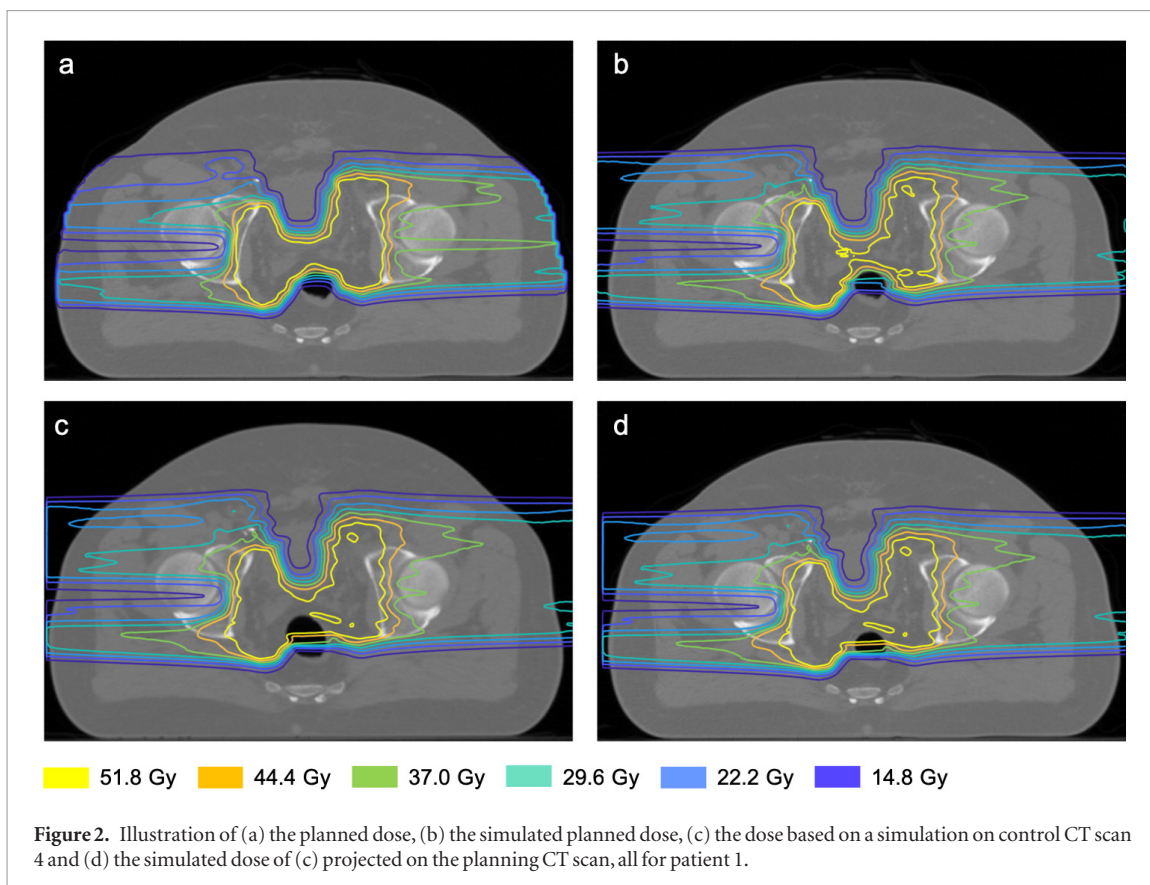 a
b
c
d
51.8 Gy 44.4 Gy 37.0 Gy 29.6 Gy 22.2 Gy 14.8 Gy
Figure 2. Illustration of (a) the planned dose, (b) the simulated planned dose, (c) the dose based on a simulation on control CT scan
4 and (d) the simulated dose of (c) projected on the planning CT scan, all for patient 1.